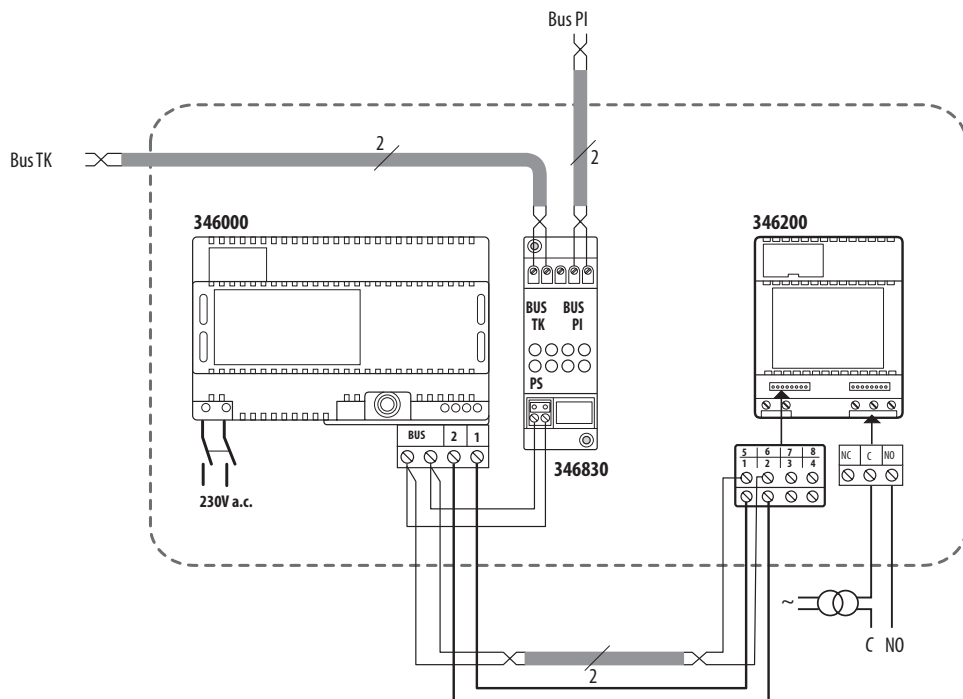 Bus PI
2
2
Bus TK
346000
346200
BUS TK
BUS PI
PS
BUS 2 1
346830
5 6 7 8
1 2 3 4
NC C NO
230V a.c.
~
C NO
2